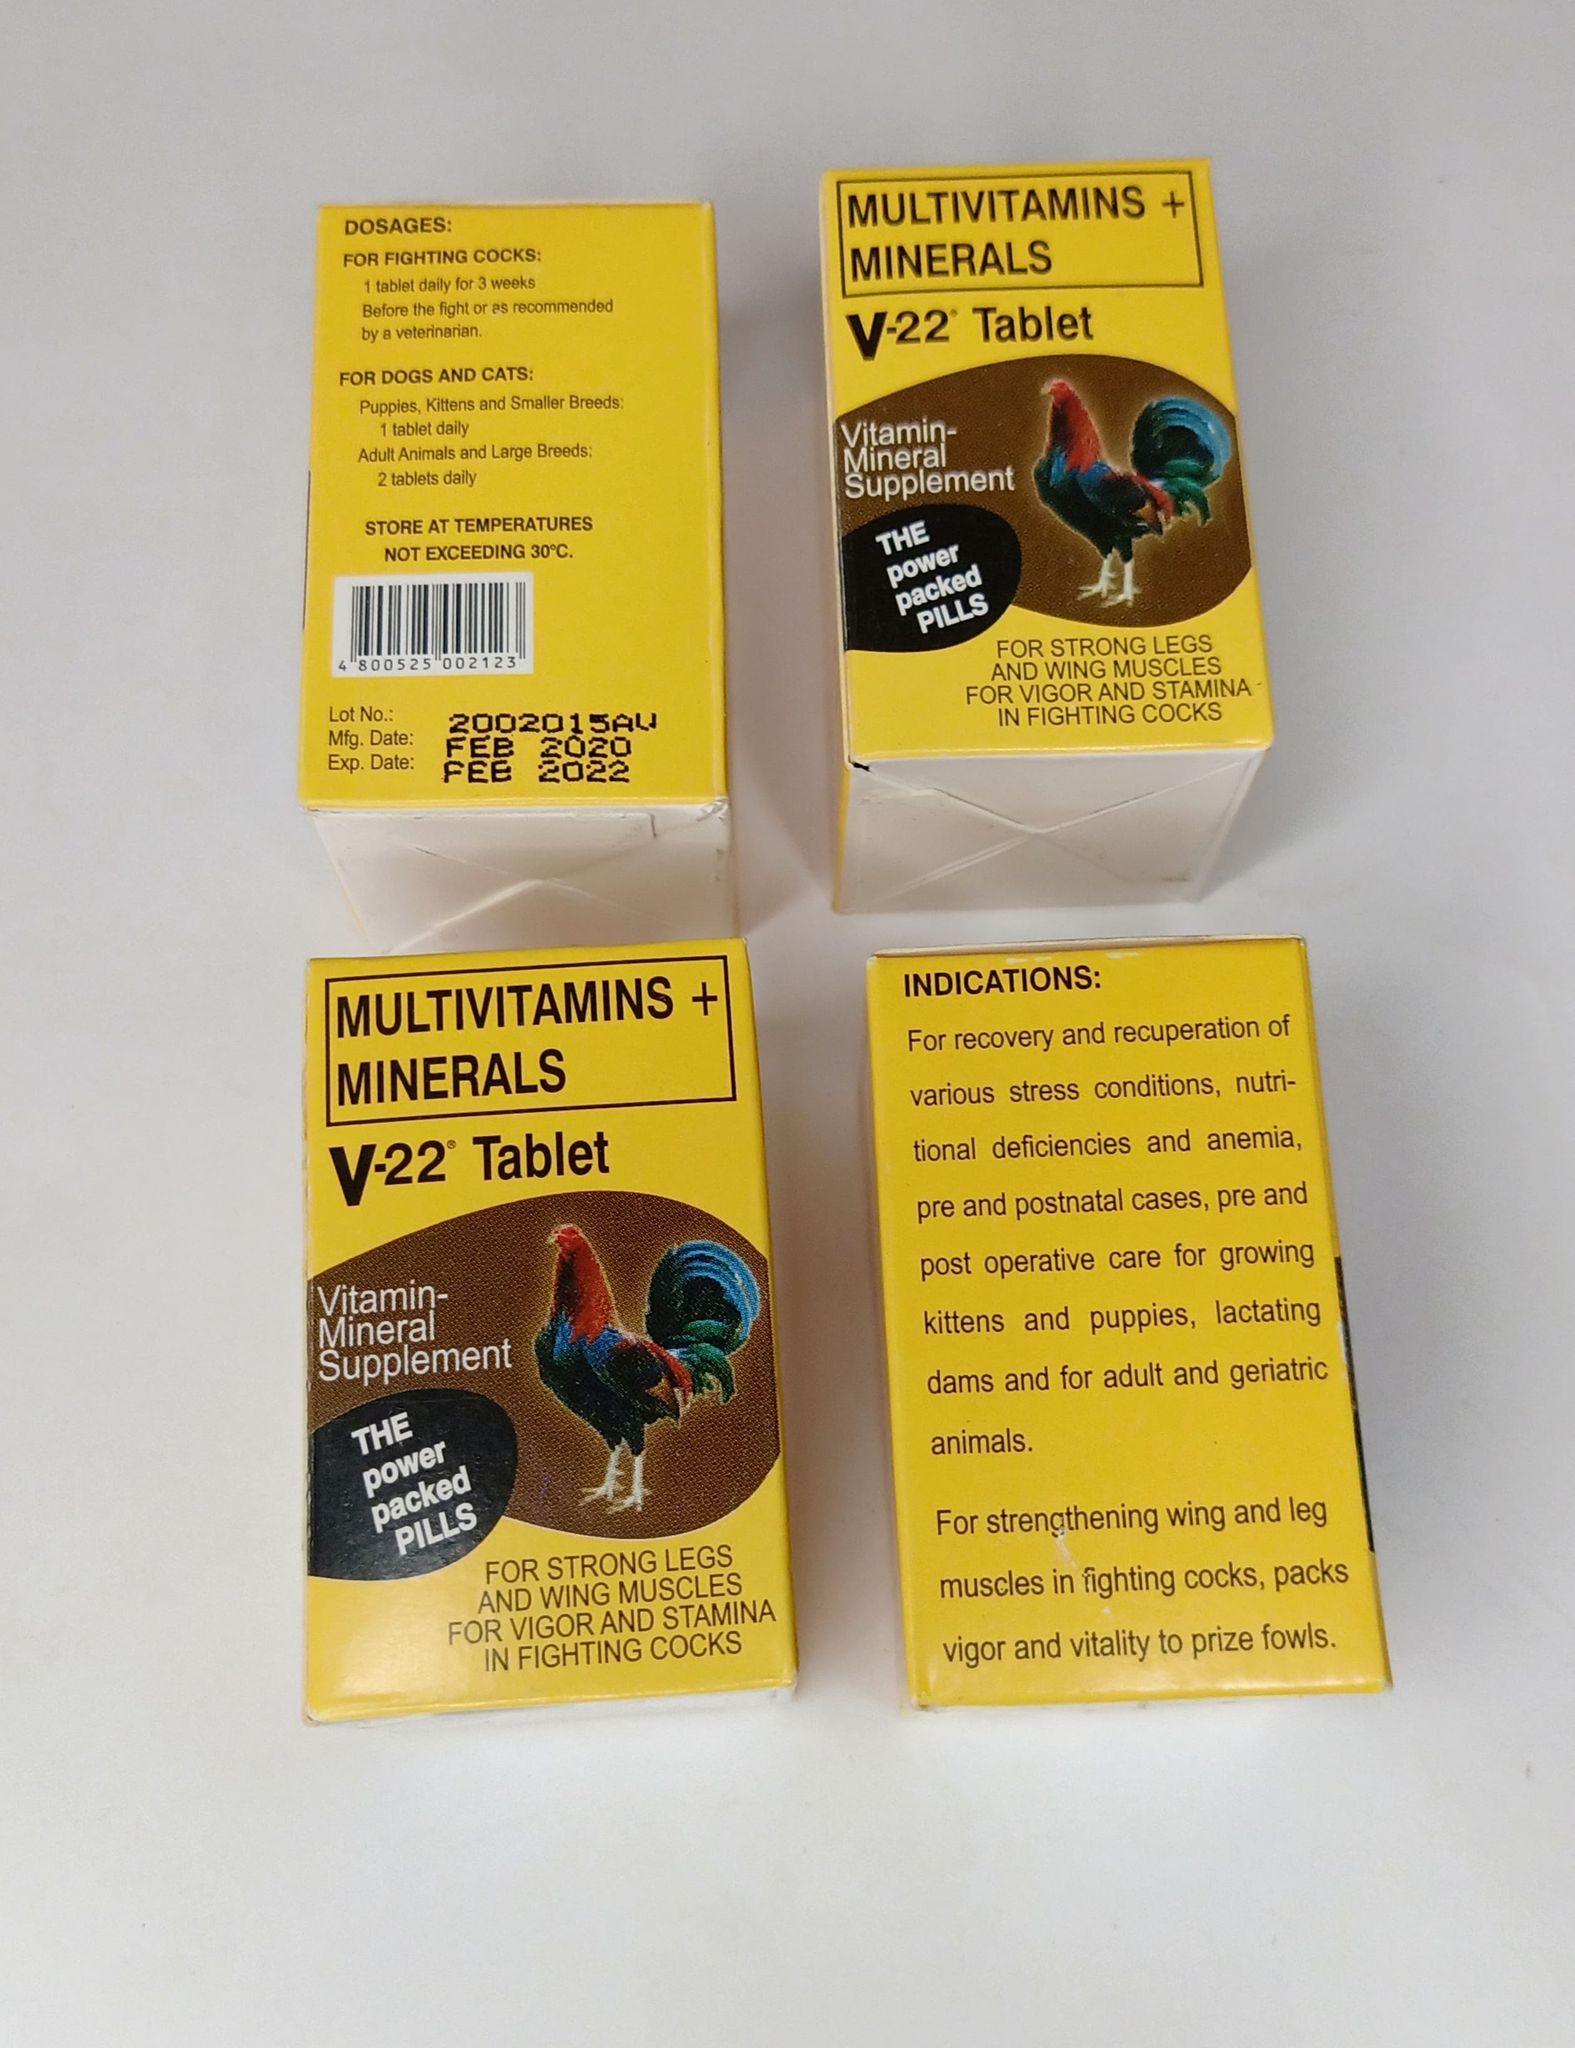 DOSAGES:
FOR FIGHTING COCKS:
1 tablet daily for 3 weeks
Before the fight or as recommended
by a veterinarian.
FOR DOGS AND CATS:
Puppies, Kittens and Smaller Breeds:
1 tablet daily
Adult Animals and Large Breeds:
2 tablets daily
STORE AT TEMPERATURES
NOT EXCEEDING 30°C.
4 800525 002123
Lot No.: 2002015AV
Mfg. Date: FEB 2020
Exp. Date: FEB 2022
MULTIVITAMINS +
MINERALS
V-22® Tablet
Vitamin-
Mineral
Supplement
THE
power
packed
PILLS
FOR STRONG LEGS
AND WING MUSCLES
FOR VIGOR AND STAMINA
IN FIGHTING COCKS
MULTIVITAMINS +
MINERALS
V-22® Tablet
Vitamin-
Mineral
Supplement
THE
power
packed
PILLS
FOR STRONG LEGS
AND WING MUSCLES
FOR VIGOR AND STAMINA
IN FIGHTING COCKS
INDICATIONS:
For recovery and recuperation of
various stress conditions, nutri-
tional deficiencies and anemia,
pre and postnatal cases, pre and
post operative care for growing
kittens and puppies, lactating
dams and for adult and geriatric
animals.
For strengthening wing and leg
muscles in fighting cocks, packs
vigor and vitality to prize fowls.